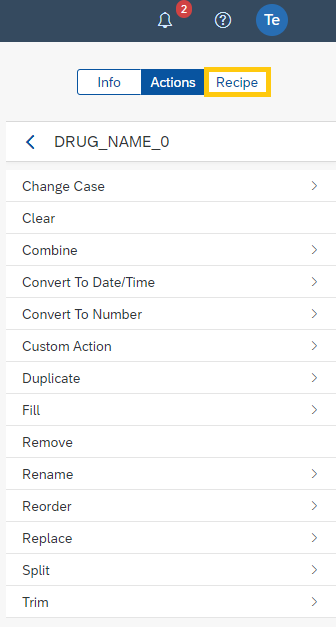 2
Te
Info Actions Recipe
DRUG_NAME_0
Change Case
Clear
Combine
Convert To Date/Time
Convert To Number
Custom Action
Duplicate
Fill
Remove
Rename
Reorder
Replace
Split
Trim